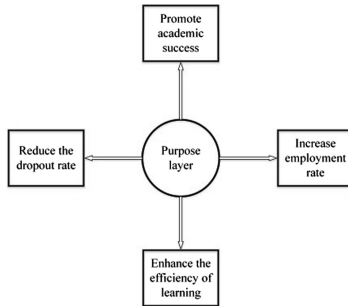 Promote
academic
success
Reduce the
dropout rate
Purpose
layer
Increase
employment
rate
Enhance the
efficiency of
learning